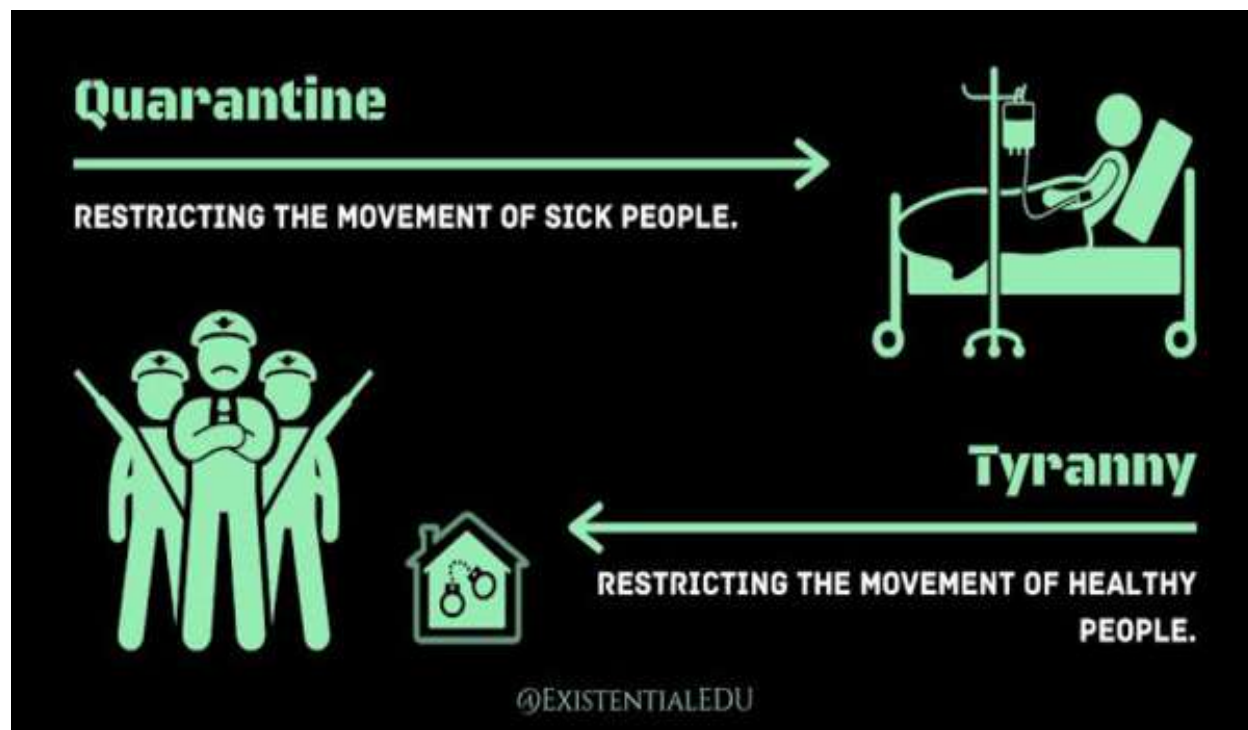 Quarantine
RESTRICTING THE MOVEMENT OF SICK PEOPLE.
Tyranny
RESTRICTING THE MOVEMENT OF HEALTHY
PEOPLE.
@EXISTENTIALEDU